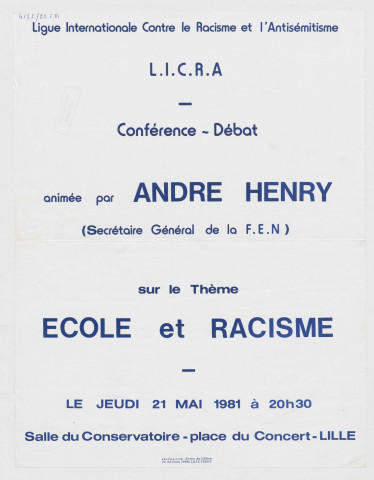 Ligue Internationale Contre le Racisme et l'Antisémitisme
L.I.C.R.A
Conférence - Débat
animée par ANDRE HENRY
(Secrétaire Général de la F.E.N)
sur le Thème
ECOLE et RACISME
LE JEUDI 21 MAI 1981 à 20h30
Salle du Conservatoire - place du Concert - LILLE